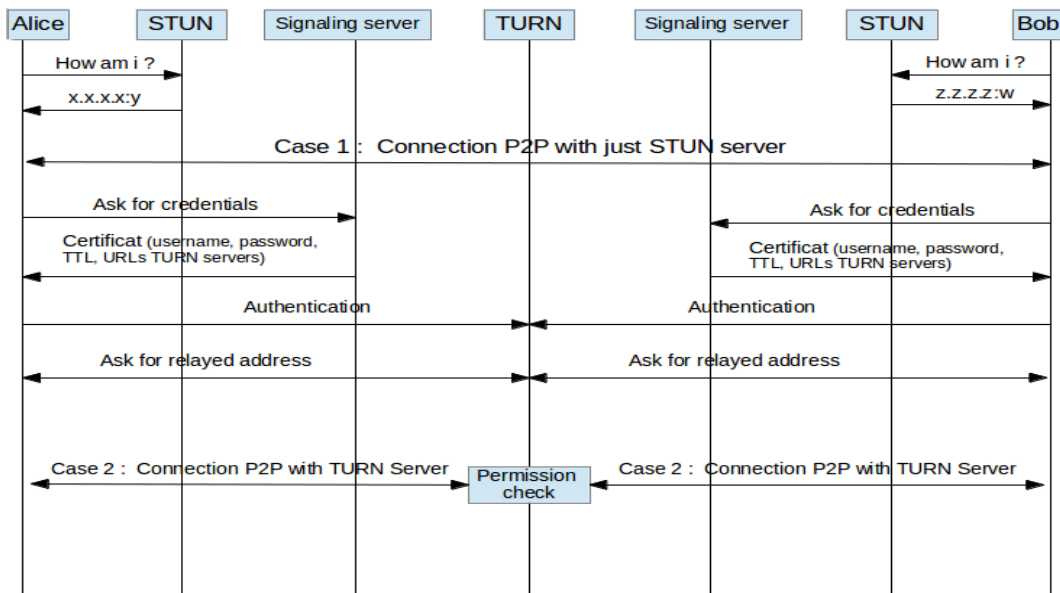 Alice
STUN
Signaling server
TURN
Signaling server
STUN
Bob
How am i ?
How am i ?
x.x.x.x:y
z.z.z.z:w
Case 1 :  Connection P2P with just STUN server
Ask for credentials
Ask for credentials
Certificat (username, password,
TTL, URLs TURN servers)
Certificat (username, password,
TTL, URLs TURN servers)
Authentication
Authentication
Ask for relayed address
Ask for relayed address
Case 2 :  Connection P2P with TURN Server
Permission
check
Case 2 :  Connection P2P with TURN Server